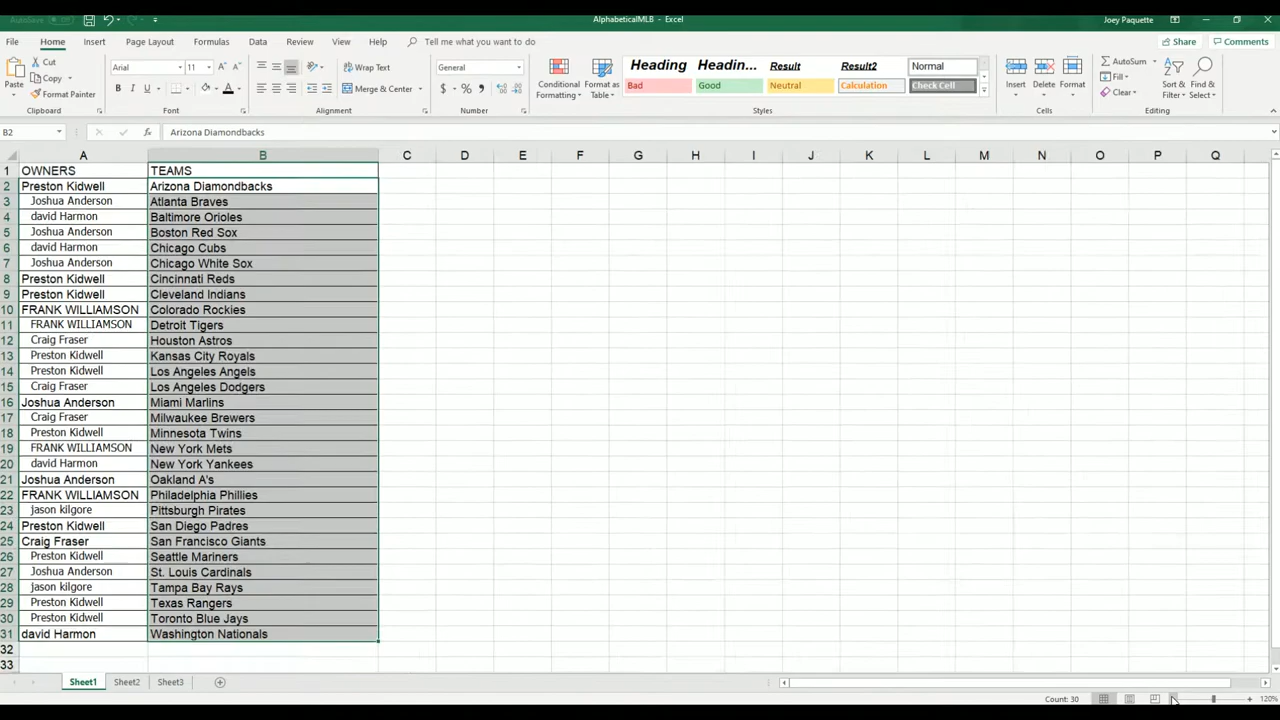 AutoSave
AlphabeticalMLB - Excel
Joey Paquette
File Home Insert Page Layout Formulas Data Review View Help Tell me what you want to do
Share Comments
Paste Cut Copy Format Painter
Arial 11 A A
B I U A
Wrap Text
Merge & Center
General
$ % ,
Conditional Formatting
Format as Table
Heading Headin... Result Result2 Normal
Bad Good Neutral Calculation Check Cell
Insert Delete Format
AutoSum
Fill
Clear
Sort & Filter
Find & Select
Clipboard Font Alignment Number Styles Cells Editing
B2 fx Arizona Diamondbacks
A B C D E F G H I J K L M N O P Q
1 OWNERS TEAMS
2 Preston Kidwell Arizona Diamondbacks
3 Joshua Anderson Atlanta Braves
4 david Harmon Baltimore Orioles
5 Joshua Anderson Boston Red Sox
6 david Harmon Chicago Cubs
7 Joshua Anderson Chicago White Sox
8 Preston Kidwell Cincinnati Reds
9 Preston Kidwell Cleveland Indians
10 FRANK WILLIAMSON Colorado Rockies
11 FRANK WILLIAMSON Detroit Tigers
12 Craig Fraser Houston Astros
13 Preston Kidwell Kansas City Royals
14 Preston Kidwell Los Angeles Angels
15 Craig Fraser Los Angeles Dodgers
16 Joshua Anderson Miami Marlins
17 Craig Fraser Milwaukee Brewers
18 Preston Kidwell Minnesota Twins
19 FRANK WILLIAMSON New York Mets
20 david Harmon New York Yankees
21 Joshua Anderson Oakland A's
22 FRANK WILLIAMSON Philadelphia Phillies
23 jason kilgore Pittsburgh Pirates
24 Preston Kidwell San Diego Padres
25 Craig Fraser San Francisco Giants
26 Preston Kidwell Seattle Mariners
27 Joshua Anderson St. Louis Cardinals
28 jason kilgore Tampa Bay Rays
29 Preston Kidwell Texas Rangers
30 Preston Kidwell Toronto Blue Jays
31 david Harmon Washington Nationals
32
33
Sheet1 Sheet2 Sheet3
Count: 30 120%